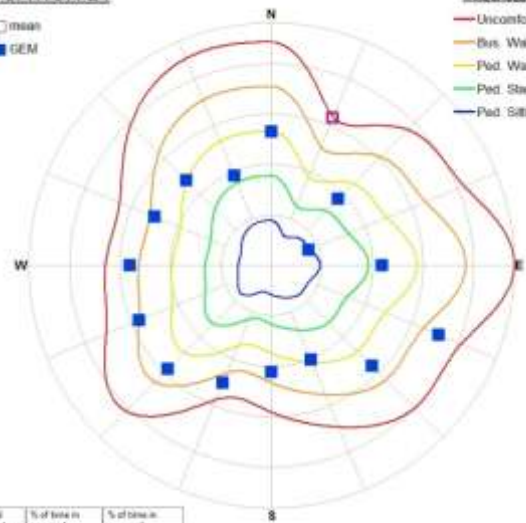 N
mean
GEM
Uncomfo
Bus. Wa
Ped. Wa
Ped. Sta
Ped. Sitt
W
E
S
% of time in
% of time in